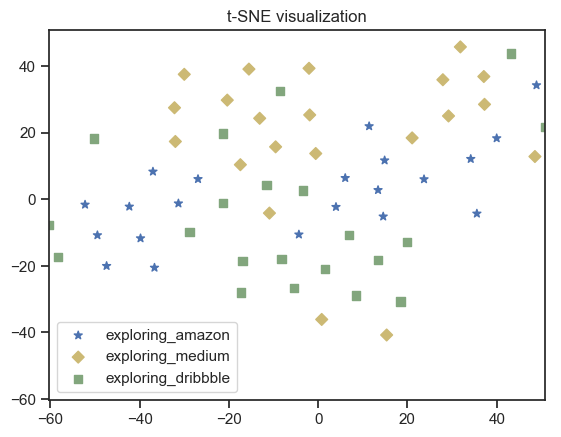 t-SNE visualization
40
20
0
−20
−40
−60
exploring_amazon
exploring_medium
exploring_dribbble
−60 −40 −20 0 20 40